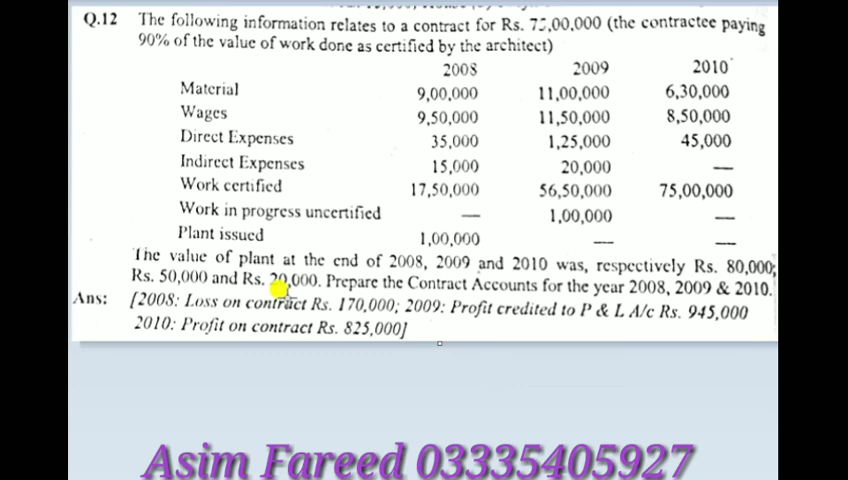 Q.12 The following information relates to a contract for Rs. 75,00,000 (the contractee paying
90% of the value of work done as certified by the architect)
2008 2009 2010
Material 9,00,000 11,00,000 6,30,000
Wages 9,50,000 11,50,000 8,50,000
Direct Expenses 35,000 1,25,000 45,000
Indirect Expenses 15,000 20,000 —
Work certified 17,50,000 56,50,000 75,00,000
Work in progress uncertified — 1,00,000 —
Plant issued 1,00,000 — —
The value of plant at the end of 2008, 2009 and 2010 was, respectively Rs. 80,000;
Rs. 50,000 and Rs. 20,000. Prepare the Contract Accounts for the year 2008, 2009 & 2010.
Ans: [2008: Loss on contract Rs. 170,000; 2009: Profit credited to P & L A/c Rs. 945,000
2010: Profit on contract Rs. 825,000]
Asim Fareed 03335405927